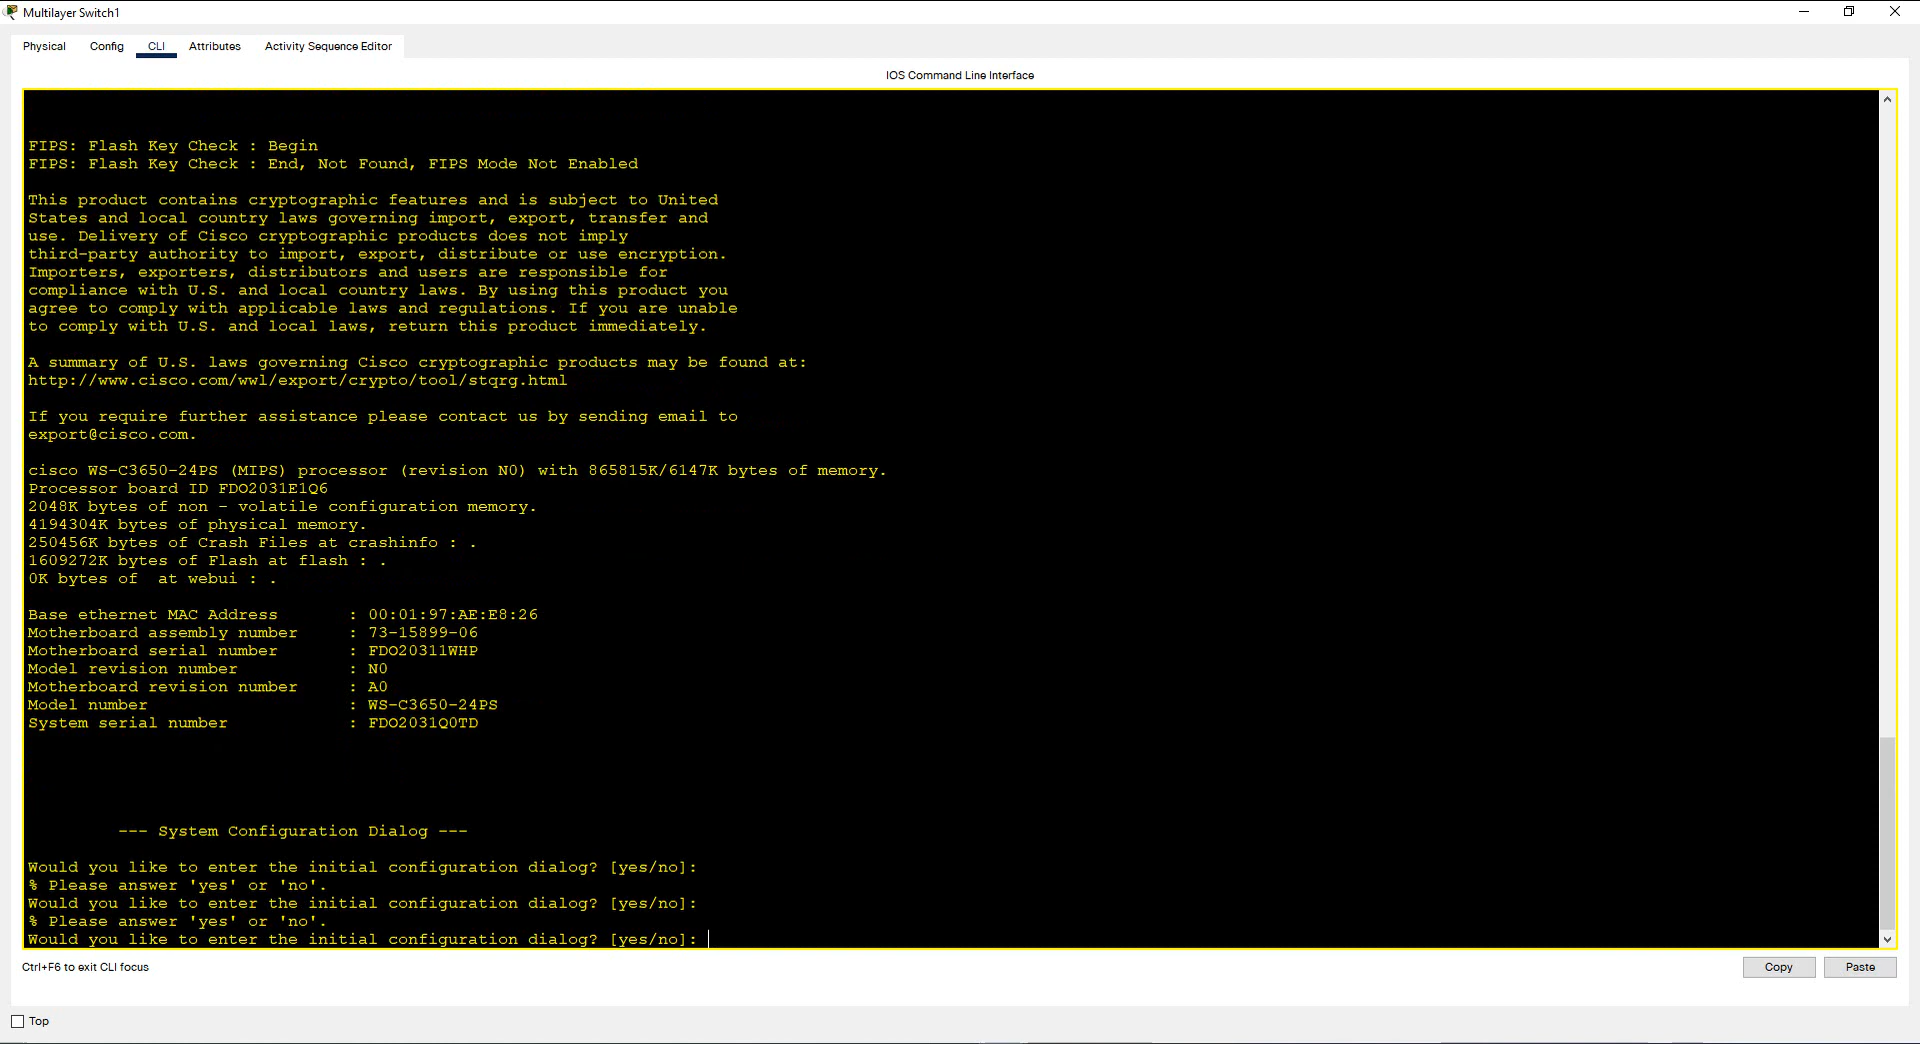 Multilayer Switch1
Physical Config CLI Attributes Activity Sequence Editor
IOS Command Line Interface
FIPS: Flash Key Check : Begin
FIPS: Flash Key Check : End, Not Found, FIPS Mode Not Enabled
This product contains cryptographic features and is subject to United
States and local country laws governing import, export, transfer and
use. Delivery of Cisco cryptographic products does not imply
third-party authority to import, export, distribute or use encryption.
Importers, exporters, distributors and users are responsible for
compliance with U.S. and local country laws. By using this product you
agree to comply with applicable laws and regulations. If you are unable
to comply with U.S. and local laws, return this product immediately.
A summary of U.S. laws governing Cisco cryptographic products may be found at:
http://www.cisco.com/wwl/export/crypto/tool/stqrg.html
If you require further assistance please contact us by sending email to
export@cisco.com.
cisco WS-C3650-24PS (MIPS) processor (revision N0) with 865815K/6147K bytes of memory.
Processor board ID FDO2031E1Q6
2048K bytes of non - volatile configuration memory.
4194304K bytes of physical memory.
250456K bytes of Crash Files at crashinfo : .
1609272K bytes of Flash at flash : .
0K bytes of  at webui : .
Base ethernet MAC Address : 00:01:97:AE:E8:26
Motherboard assembly number : 73-15899-06
Motherboard serial number : FDO20311WHP
Model revision number : N0
Motherboard revision number : A0
Model number : WS-C3650-24PS
System serial number : FDO2031Q0TD
--- System Configuration Dialog ---
Would you like to enter the initial configuration dialog? [yes/no]:
% Please answer 'yes' or 'no'.
Would you like to enter the initial configuration dialog? [yes/no]:
% Please answer 'yes' or 'no'.
Would you like to enter the initial configuration dialog? [yes/no]:
Ctrl+F6 to exit CLI focus
Copy Paste
Top